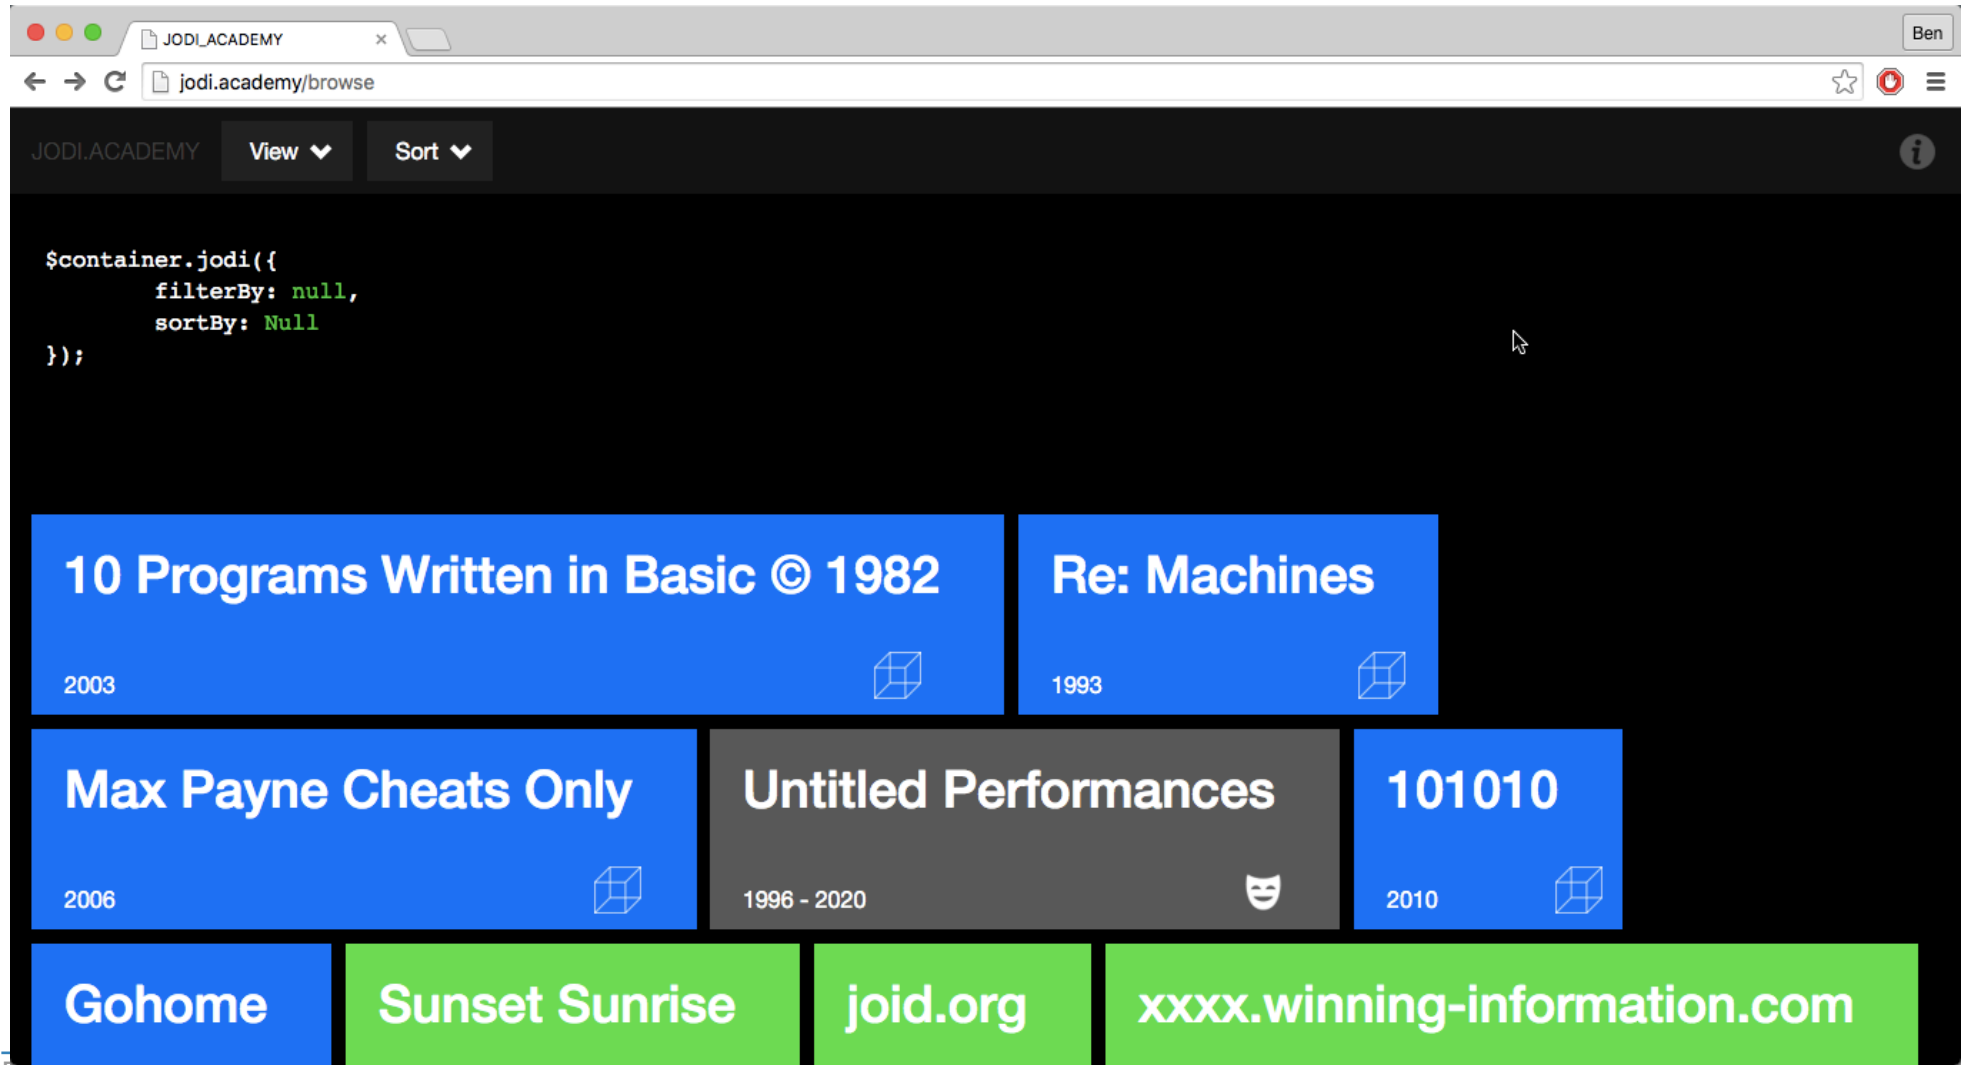 JODI_ACADEMY
Ben
jodi.academy/browse
JODI.ACADEMY View Sort
$container.jodi({
filterBy: null,
sortBy: Null
});
10 Programs Written in Basic © 1982
2003
Re: Machines
1993
Max Payne Cheats Only
2006
Untitled Performances
1996 - 2020
101010
2010
Gohome
Sunset Sunrise
joid.org
xxxx.winning-information.com